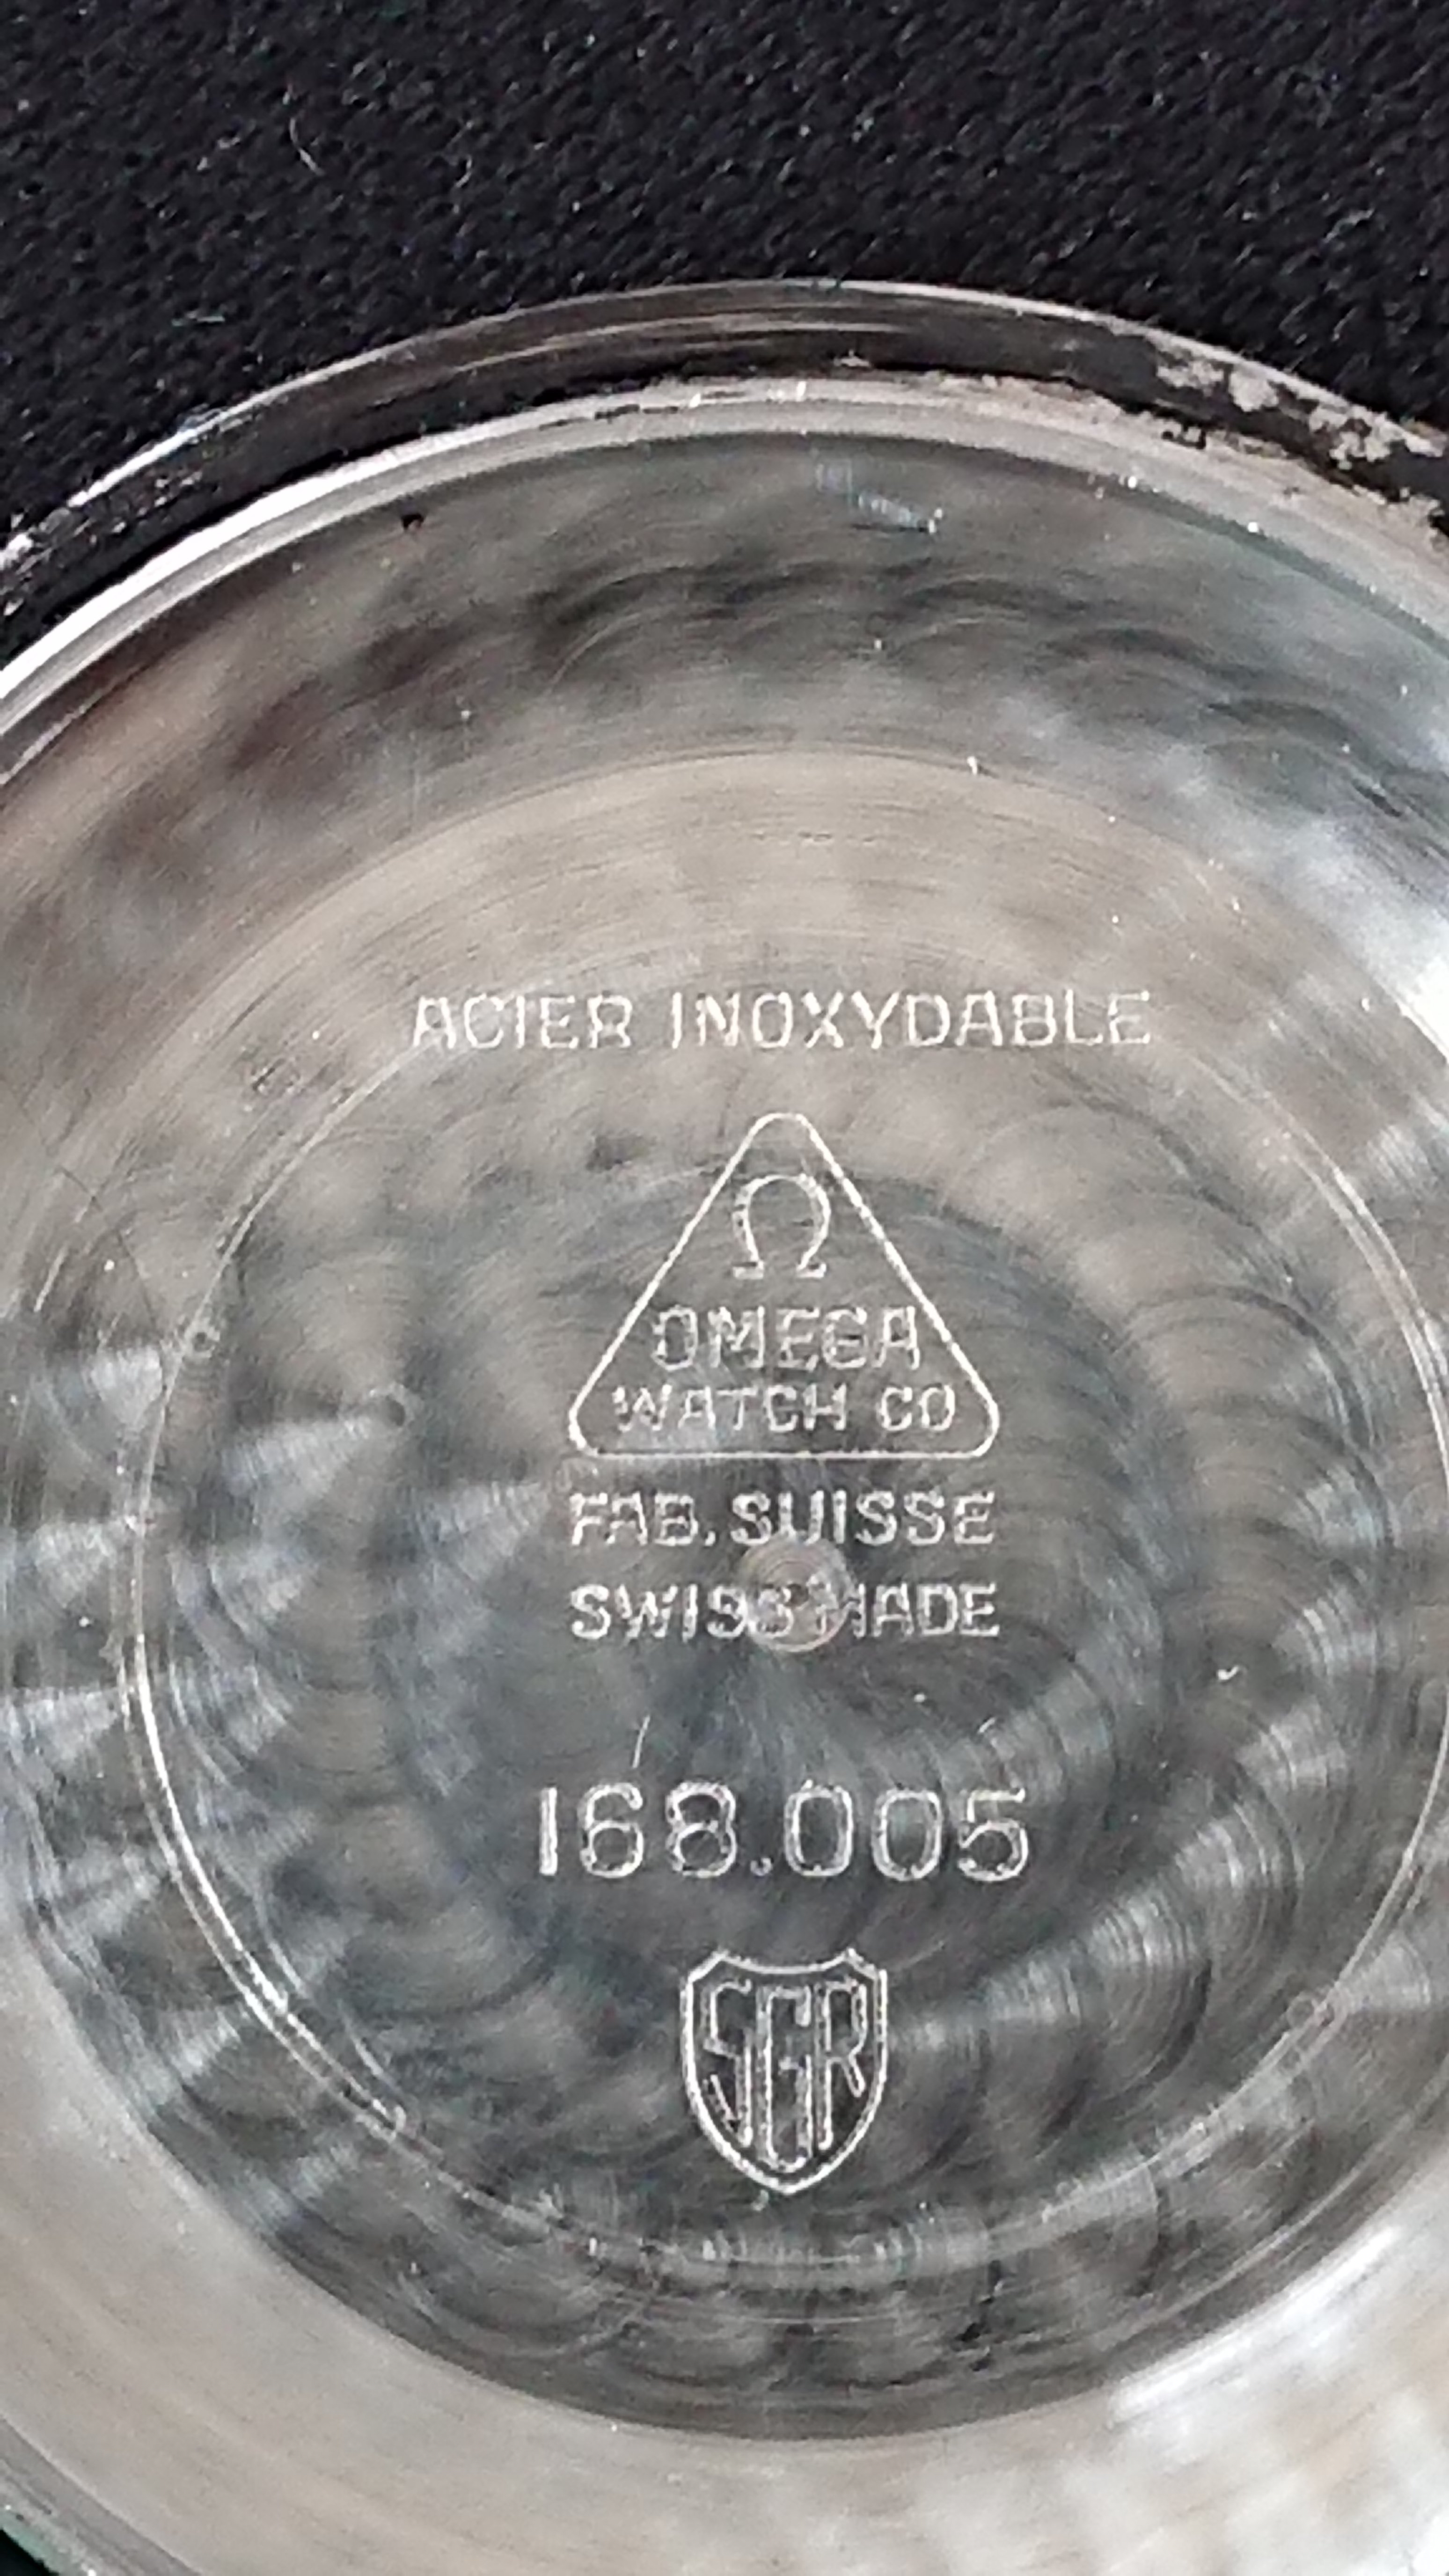 ACIER INOXYDABLE
Ω
OMEGA
WATCH CO
FAB. SUISSE
SWISS MADE
168.005
SGR